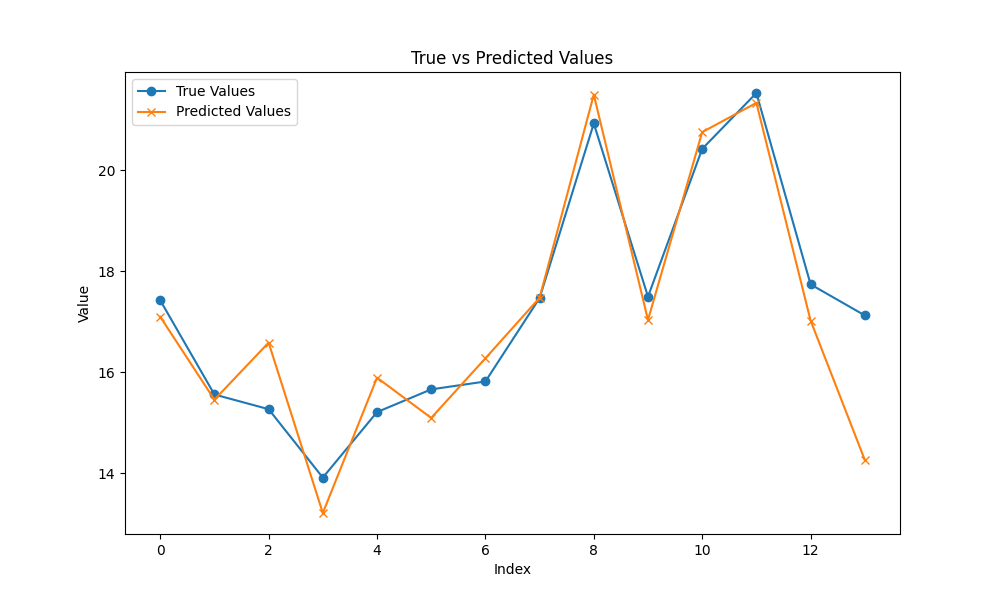 True vs Predicted Values
True Values
Predicted Values
20
18
16
14
Value
0 2 4 6 8 10 12
Index